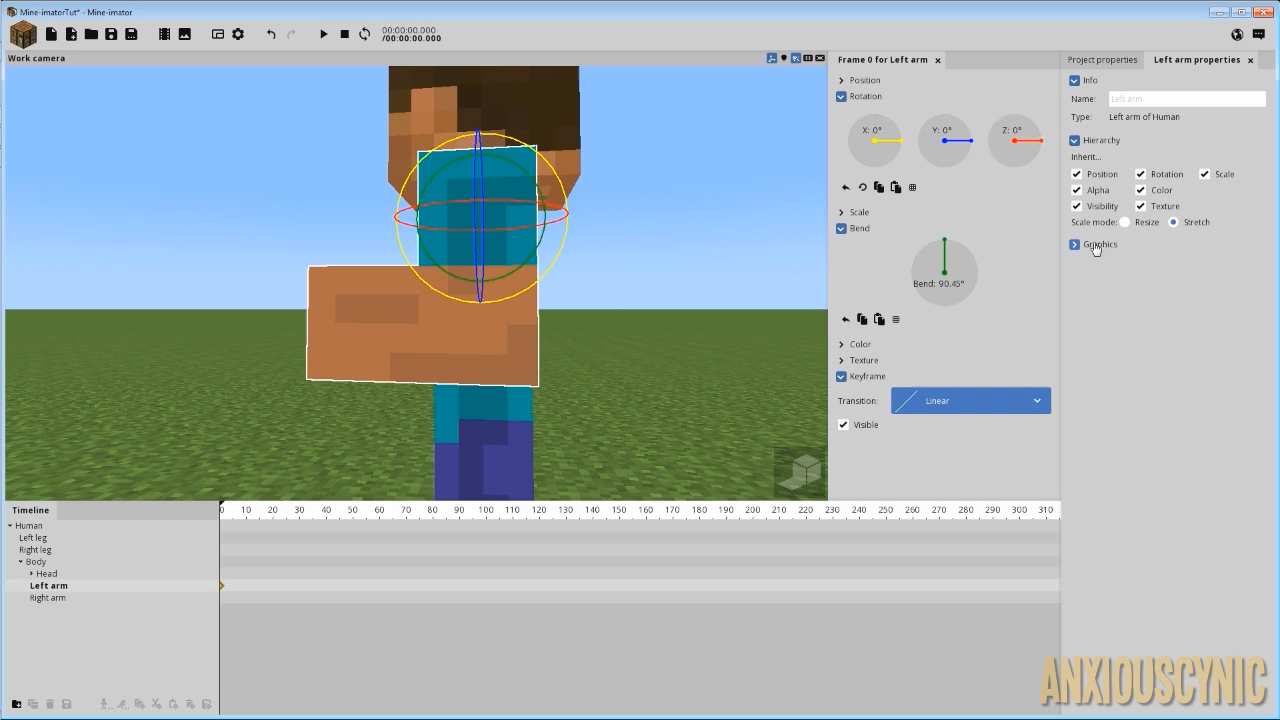 Mine-imatorTut* - Mine-imator
00:00:00.000
/00:00:00.000
Work camera
Frame 0 for Left arm
Position
Rotation
X: 0°
Y: 0°
Z: 0°
Scale
Bend
Bend: 90.45°
Color
Texture
Keyframe
Transition: Linear
Visible
Project properties
Left arm properties
Info
Name: Left arm
Type: Left arm of Human
Hierarchy
Inherit...
Position Rotation Scale
Alpha Color
Visibility Texture
Scale mode: Resize Stretch
Graphics
Timeline
0 10 20 30 40 50 60 70 80 90 100 110 120 130 140 150 160 170 180 190 200 210 220 230 240 250 260 270 280 290 300 310
Human
Left leg
Right leg
Body
Head
Left arm
Right arm
ANXIOUSCYNIC